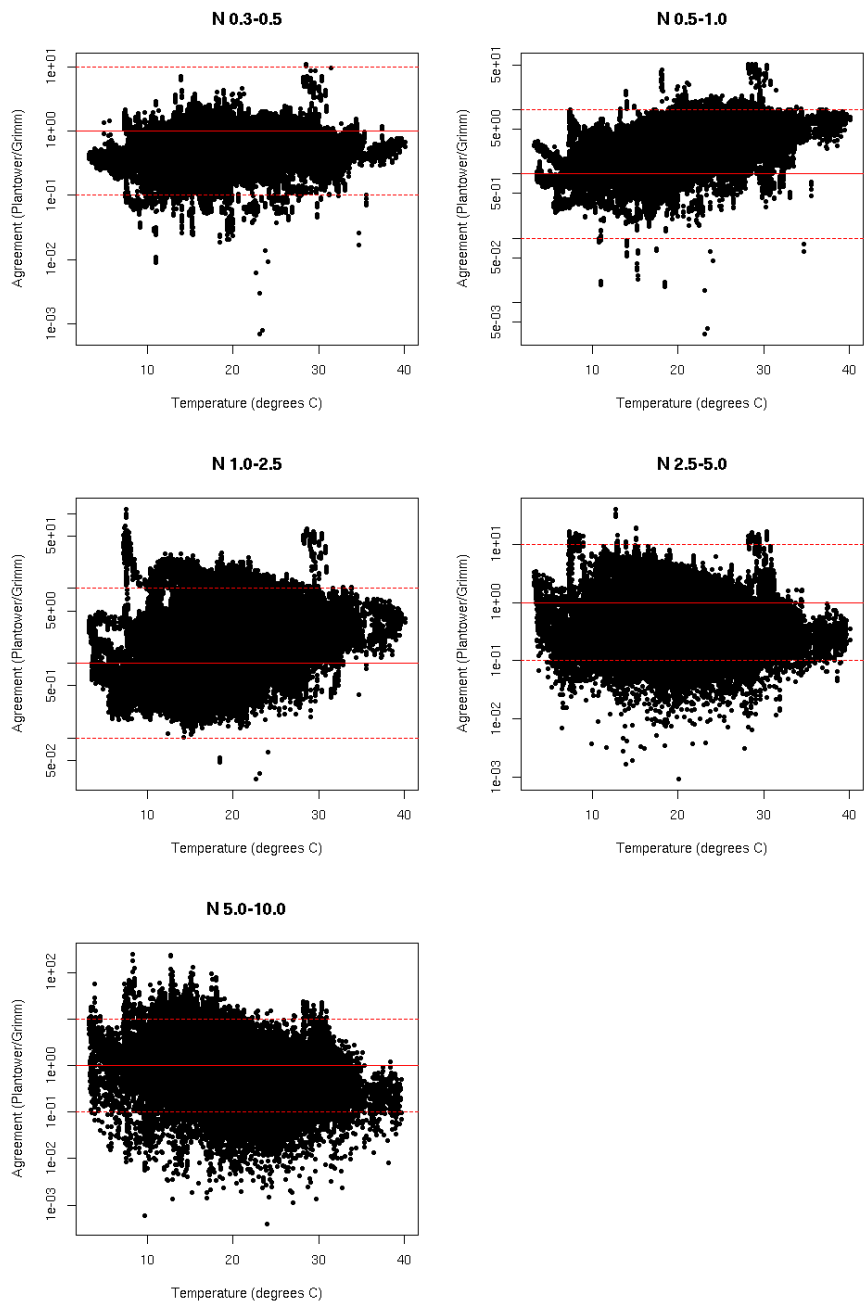 N 0.3-0.5
Agreement (Plantower/Grimm)
1e+01
1e+00
1e-01
1e-02
1e-03
10 20 30 40
Temperature (degrees C)
N 0.5-1.0
Agreement (Plantower/Grimm)
5e+01
5e+00
5e-01
5e-02
5e-03
10 20 30 40
Temperature (degrees C)
N 1.0-2.5
Agreement (Plantower/Grimm)
5e+01
5e+00
5e-01
5e-02
10 20 30 40
Temperature (degrees C)
N 2.5-5.0
Agreement (Plantower/Grimm)
1e+01
1e+00
1e-01
1e-02
1e-03
10 20 30 40
Temperature (degrees C)
N 5.0-10.0
Agreement (Plantower/Grimm)
1e+02
1e+00
1e-01
1e-02
1e-03
10 20 30 40
Temperature (degrees C)